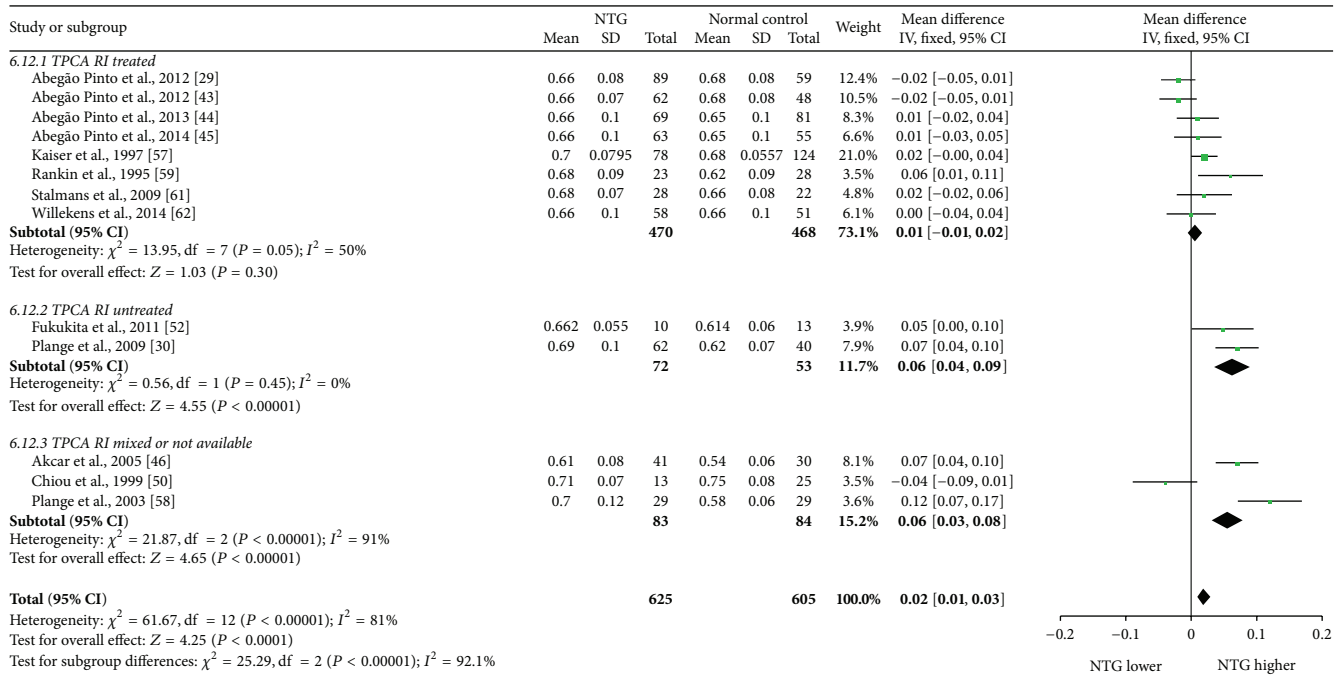 Study or subgroup NTG Normal control Weight Mean difference Mean difference
Mean SD Total Mean SD Total IV, fixed, 95% CI IV, fixed, 95% CI
6.12.1 TPCA RI treated
Abegão Pinto et al., 2012 [29] 0.66 0.08 89 0.68 0.08 59 12.4% −0.02 [−0.05, 0.01]
Abegão Pinto et al., 2012 [43] 0.66 0.07 62 0.68 0.08 48 10.5% −0.02 [−0.05, 0.01]
Abegão Pinto et al., 2013 [44] 0.66 0.1 69 0.65 0.1 81 8.3% 0.01 [−0.02, 0.04]
Abegão Pinto et al., 2014 [45] 0.66 0.1 63 0.65 0.1 55 6.6% 0.01 [−0.03, 0.05]
Kaiser et al., 1997 [57] 0.7 0.0795 78 0.68 0.0557 124 21.0% 0.02 [−0.00, 0.04]
Rankin et al., 1995 [59] 0.68 0.09 23 0.62 0.09 28 3.5% 0.06 [0.01, 0.11]
Stalmans et al., 2009 [61] 0.68 0.07 28 0.66 0.08 22 4.8% 0.02 [−0.02, 0.06]
Willekens et al., 2014 [62] 0.66 0.1 58 0.66 0.1 51 6.1% 0.00 [−0.04, 0.04]
Subtotal (95% CI) 470 468 73.1% 0.01 [−0.01, 0.02]
Heterogeneity: χ² = 13.95, df = 7 (P = 0.05); I² = 50%
Test for overall effect: Z = 1.03 (P = 0.30)
6.12.2 TPCA RI untreated
Fukukita et al., 2011 [52] 0.662 0.055 10 0.614 0.06 13 3.9% 0.05 [0.00, 0.10]
Plange et al., 2009 [30] 0.69 0.1 62 0.62 0.07 40 7.9% 0.07 [0.04, 0.10]
Subtotal (95% CI) 72 53 11.7% 0.06 [0.04, 0.09]
Heterogeneity: χ² = 0.56, df = 1 (P = 0.45); I² = 0%
Test for overall effect: Z = 4.55 (P < 0.00001)
6.12.3 TPCA RI mixed or not available
Akcar et al., 2005 [46] 0.61 0.08 41 0.54 0.06 30 8.1% 0.07 [0.04, 0.10]
Chiou et al., 1999 [50] 0.71 0.07 13 0.75 0.08 25 3.5% −0.04 [−0.09, 0.01]
Plange et al., 2003 [58] 0.7 0.12 29 0.58 0.06 29 3.6% 0.12 [0.07, 0.17]
Subtotal (95% CI) 83 84 15.2% 0.06 [0.03, 0.08]
Heterogeneity: χ² = 21.87, df = 2 (P < 0.00001); I² = 91%
Test for overall effect: Z = 4.65 (P < 0.00001)
Total (95% CI) 625 605 100.0% 0.02 [0.01, 0.03]
Heterogeneity: χ² = 61.67, df = 12 (P < 0.00001); I² = 81%
Test for overall effect: Z = 4.25 (P < 0.0001)
Test for subgroup differences: χ² = 25.29, df = 2 (P < 0.00001); I² = 92.1%
−0.2 −0.1 0 0.1 0.2
NTG lower NTG higher